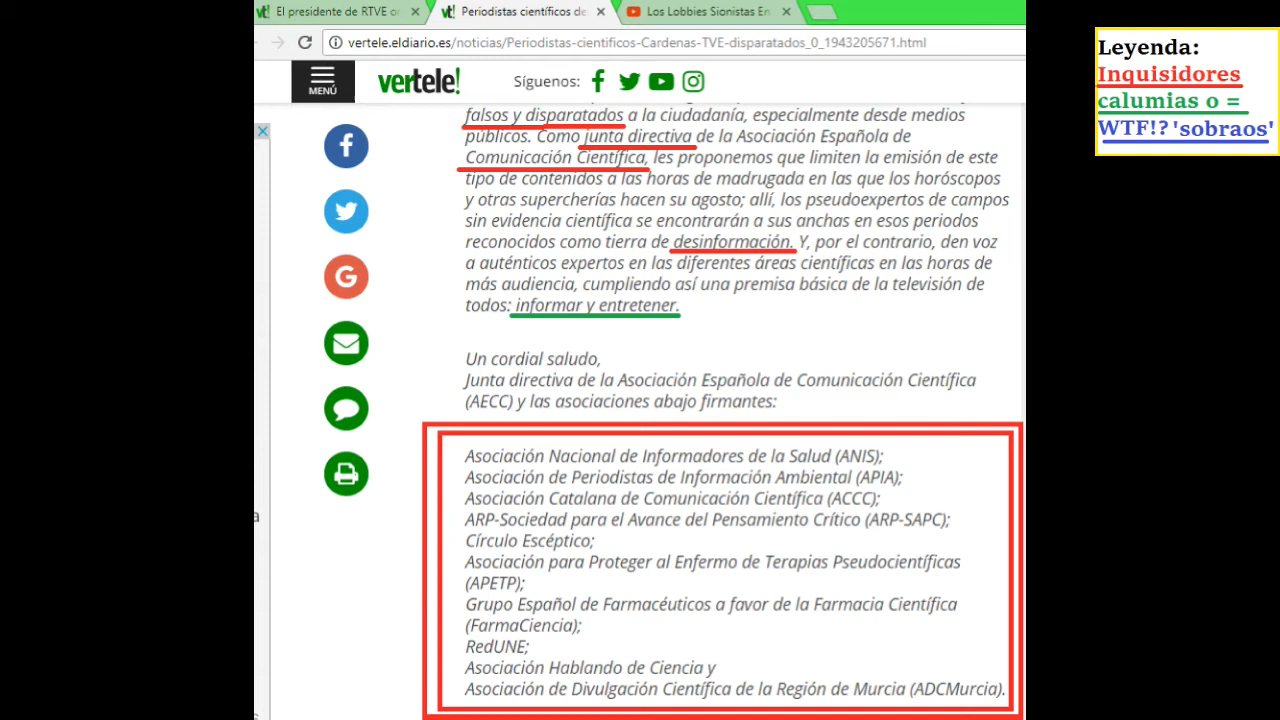 El presidente de RTVE or
Periodistas científicos de
Los Lobbies Sionistas En
vertele.eldiario.es/noticias/Periodistas-cientificos-Cardenas-TVE-disparatados_0_1943205671.html
MENÚ
vertele!
Síguenos:
falsos y disparatados a la ciudadanía, especialmente desde medios
públicos. Como junta directiva de la Asociación Española de
Comunicación Científica, les proponemos que limiten la emisión de este
tipo de contenidos a las horas de madrugada en las que los horóscopos
y otras supercherías hacen su agosto; allí, los pseudoexpertos de campos
sin evidencia científica se encontrarán a sus anchas en esos periodos
reconocidos como tierra de desinformación. Y, por el contrario, den voz
a auténticos expertos en las diferentes áreas científicas en las horas de
más audiencia, cumpliendo así una premisa básica de la televisión de
todos: informar y entretener.
Un cordial saludo,
Junta directiva de la Asociación Española de Comunicación Científica
(AECC) y las asociaciones abajo firmantes:
Asociación Nacional de Informadores de la Salud (ANIS);
Asociación de Periodistas de Información Ambiental (APIA);
Asociación Catalana de Comunicación Científica (ACCC);
ARP-Sociedad para el Avance del Pensamiento Crítico (ARP-SAPC);
Círculo Escéptico;
Asociación para Proteger al Enfermo de Terapias Pseudocientíficas
(APETP);
Grupo Español de Farmacéuticos a favor de la Farmacia Científica
(FarmaCiencia);
RedUNE;
Asociación Hablando de Ciencia y
Asociación de Divulgación Científica de la Región de Murcia (ADCMurcia).
Leyenda:
Inquisidores
calumias o =
WTF!? 'sobraos'